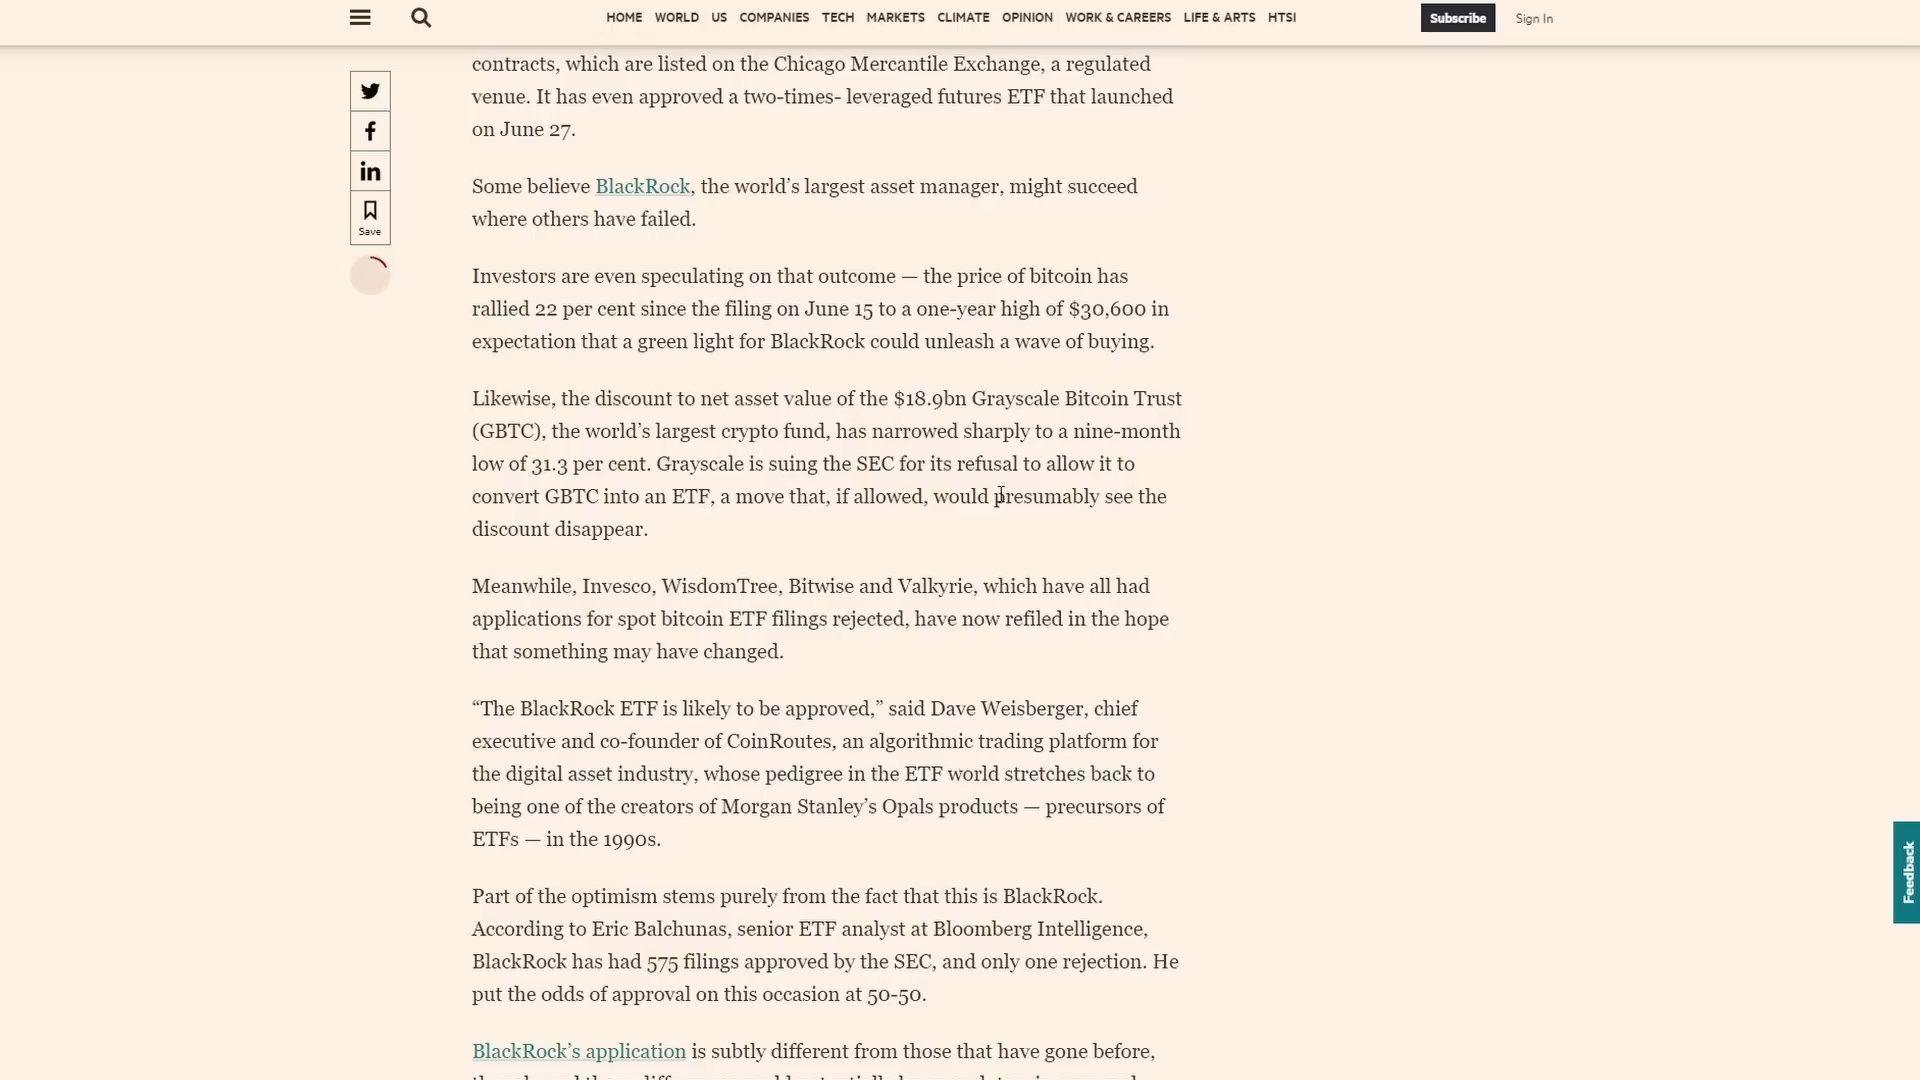 HOME WORLD US COMPANIES TECH MARKETS CLIMATE OPINION WORK & CAREERS LIFE & ARTS HTSI
Subscribe
Sign In
Save
contracts, which are listed on the Chicago Mercantile Exchange, a regulated
venue. It has even approved a two-times- leveraged futures ETF that launched
on June 27.
Some believe BlackRock, the world’s largest asset manager, might succeed
where others have failed.
Investors are even speculating on that outcome — the price of bitcoin has
rallied 22 per cent since the filing on June 15 to a one-year high of $30,600 in
expectation that a green light for BlackRock could unleash a wave of buying.
Likewise, the discount to net asset value of the $18.9bn Grayscale Bitcoin Trust
(GBTC), the world’s largest crypto fund, has narrowed sharply to a nine-month
low of 31.3 per cent. Grayscale is suing the SEC for its refusal to allow it to
convert GBTC into an ETF, a move that, if allowed, would presumably see the
discount disappear.
Meanwhile, Invesco, WisdomTree, Bitwise and Valkyrie, which have all had
applications for spot bitcoin ETF filings rejected, have now refiled in the hope
that something may have changed.
“The BlackRock ETF is likely to be approved,” said Dave Weisberger, chief
executive and co-founder of CoinRoutes, an algorithmic trading platform for
the digital asset industry, whose pedigree in the ETF world stretches back to
being one of the creators of Morgan Stanley’s Opals products — precursors of
ETFs — in the 1990s.
Part of the optimism stems purely from the fact that this is BlackRock.
According to Eric Balchunas, senior ETF analyst at Bloomberg Intelligence,
BlackRock has had 575 filings approved by the SEC, and only one rejection. He
put the odds of approval on this occasion at 50-50.
BlackRock’s application is subtly different from those that have gone before,
Feedback